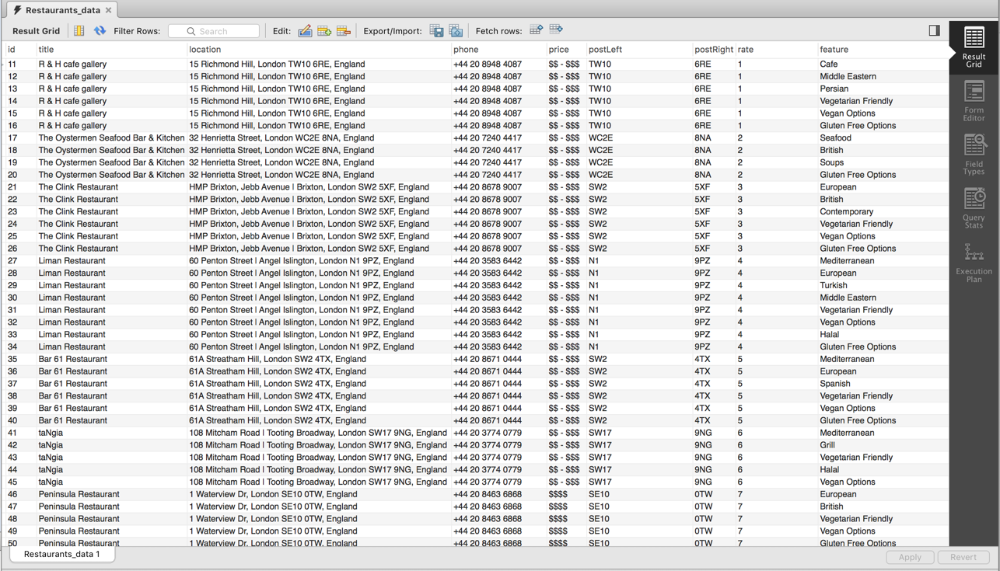 Restaurants_data
Result Grid Filter Rows: Search Edit: Export/Import: Fetch rows:
id title location phone price postLeft postRight rate feature
11 R & H cafe gallery 15 Richmond Hill, London TW10 6RE, England +44 20 8948 4087 $$ - $$$ TW10 6RE 1 Cafe
12 R & H cafe gallery 15 Richmond Hill, London TW10 6RE, England +44 20 8948 4087 $$ - $$$ TW10 6RE 1 Middle Eastern
13 R & H cafe gallery 15 Richmond Hill, London TW10 6RE, England +44 20 8948 4087 $$ - $$$ TW10 6RE 1 Persian
14 R & H cafe gallery 15 Richmond Hill, London TW10 6RE, England +44 20 8948 4087 $$ - $$$ TW10 6RE 1 Vegetarian Friendly
15 R & H cafe gallery 15 Richmond Hill, London TW10 6RE, England +44 20 8948 4087 $$ - $$$ TW10 6RE 1 Vegan Options
16 R & H cafe gallery 15 Richmond Hill, London TW10 6RE, England +44 20 8948 4087 $$ - $$$ TW10 6RE 1 Gluten Free Options
17 The Oystermen Seafood Bar & Kitchen 32 Henrietta Street, London WC2E 8NA, England +44 20 7240 4417 $$ - $$$ WC2E 8NA 2 Seafood
18 The Oystermen Seafood Bar & Kitchen 32 Henrietta Street, London WC2E 8NA, England +44 20 7240 4417 $$ - $$$ WC2E 8NA 2 British
19 The Oystermen Seafood Bar & Kitchen 32 Henrietta Street, London WC2E 8NA, England +44 20 7240 4417 $$ - $$$ WC2E 8NA 2 Soups
20 The Oystermen Seafood Bar & Kitchen 32 Henrietta Street, London WC2E 8NA, England +44 20 7240 4417 $$ - $$$ WC2E 8NA 2 Gluten Free Options
21 The Clink Restaurant HMP Brixton, Jebb Avenue | Brixton, London SW2 5XF, England +44 20 8678 9007 $$ - $$$ SW2 5XF 3 European
22 The Clink Restaurant HMP Brixton, Jebb Avenue | Brixton, London SW2 5XF, England +44 20 8678 9007 $$ - $$$ SW2 5XF 3 British
23 The Clink Restaurant HMP Brixton, Jebb Avenue | Brixton, London SW2 5XF, England +44 20 8678 9007 $$ - $$$ SW2 5XF 3 Contemporary
24 The Clink Restaurant HMP Brixton, Jebb Avenue | Brixton, London SW2 5XF, England +44 20 8678 9007 $$ - $$$ SW2 5XF 3 Vegetarian Friendly
25 The Clink Restaurant HMP Brixton, Jebb Avenue | Brixton, London SW2 5XF, England +44 20 8678 9007 $$ - $$$ SW2 5XF 3 Vegan Options
26 The Clink Restaurant HMP Brixton, Jebb Avenue | Brixton, London SW2 5XF, England +44 20 8678 9007 $$ - $$$ SW2 5XF 3 Gluten Free Options
27 Liman Restaurant 60 Penton Street | Angel Islington, London N1 9PZ, England +44 20 3583 6442 $$ - $$$ N1 9PZ 4 Mediterranean
28 Liman Restaurant 60 Penton Street | Angel Islington, London N1 9PZ, England +44 20 3583 6442 $$ - $$$ N1 9PZ 4 European
29 Liman Restaurant 60 Penton Street | Angel Islington, London N1 9PZ, England +44 20 3583 6442 $$ - $$$ N1 9PZ 4 Turkish
30 Liman Restaurant 60 Penton Street | Angel Islington, London N1 9PZ, England +44 20 3583 6442 $$ - $$$ N1 9PZ 4 Middle Eastern
31 Liman Restaurant 60 Penton Street | Angel Islington, London N1 9PZ, England +44 20 3583 6442 $$ - $$$ N1 9PZ 4 Vegetarian Friendly
32 Liman Restaurant 60 Penton Street | Angel Islington, London N1 9PZ, England +44 20 3583 6442 $$ - $$$ N1 9PZ 4 Vegan Options
33 Liman Restaurant 60 Penton Street | Angel Islington, London N1 9PZ, England +44 20 3583 6442 $$ - $$$ N1 9PZ 4 Halal
34 Liman Restaurant 60 Penton Street | Angel Islington, London N1 9PZ, England +44 20 3583 6442 $$ - $$$ N1 9PZ 4 Gluten Free Options
35 Bar 61 Restaurant 61A Streatham Hill, London SW2 4TX, England +44 20 8671 0444 $$ - $$$ SW2 4TX 5 Mediterranean
36 Bar 61 Restaurant 61A Streatham Hill, London SW2 4TX, England +44 20 8671 0444 $$ - $$$ SW2 4TX 5 European
37 Bar 61 Restaurant 61A Streatham Hill, London SW2 4TX, England +44 20 8671 0444 $$ - $$$ SW2 4TX 5 Spanish
38 Bar 61 Restaurant 61A Streatham Hill, London SW2 4TX, England +44 20 8671 0444 $$ - $$$ SW2 4TX 5 Vegetarian Friendly
39 Bar 61 Restaurant 61A Streatham Hill, London SW2 4TX, England +44 20 8671 0444 $$ - $$$ SW2 4TX 5 Vegan Options
40 Bar 61 Restaurant 61A Streatham Hill, London SW2 4TX, England +44 20 8671 0444 $$ - $$$ SW2 4TX 5 Gluten Free Options
41 taNgia 108 Mitcham Road | Tooting Broadway, London SW17 9NG, England +44 20 3774 0779 $$ - $$$ SW17 9NG 6 Mediterranean
42 taNgia 108 Mitcham Road | Tooting Broadway, London SW17 9NG, England +44 20 3774 0779 $$ - $$$ SW17 9NG 6 Grill
43 taNgia 108 Mitcham Road | Tooting Broadway, London SW17 9NG, England +44 20 3774 0779 $$ - $$$ SW17 9NG 6 Vegetarian Friendly
44 taNgia 108 Mitcham Road | Tooting Broadway, London SW17 9NG, England +44 20 3774 0779 $$ - $$$ SW17 9NG 6 Halal
45 taNgia 108 Mitcham Road | Tooting Broadway, London SW17 9NG, England +44 20 3774 0779 $$ - $$$ SW17 9NG 6 Vegan Options
46 Peninsula Restaurant 1 Waterview Dr, London SE10 0TW, England +44 20 8463 6868 $$$$ SE10 0TW 7 European
47 Peninsula Restaurant 1 Waterview Dr, London SE10 0TW, England +44 20 8463 6868 $$$$ SE10 0TW 7 British
48 Peninsula Restaurant 1 Waterview Dr, London SE10 0TW, England +44 20 8463 6868 $$$$ SE10 0TW 7 Vegetarian Friendly
49 Peninsula Restaurant 1 Waterview Dr, London SE10 0TW, England +44 20 8463 6868 $$$$ SE10 0TW 7 Vegan Options
50 Peninsula Restaurant 1 Waterview Dr, London SE10 0TW, England +44 20 8463 6868 $$$$ SE10 0TW 7 Gluten Free Options
Result
Grid
Form
Editor
Field
Types
Query
Stats
Execution
Plan
Restaurants_data 1
Apply Revert